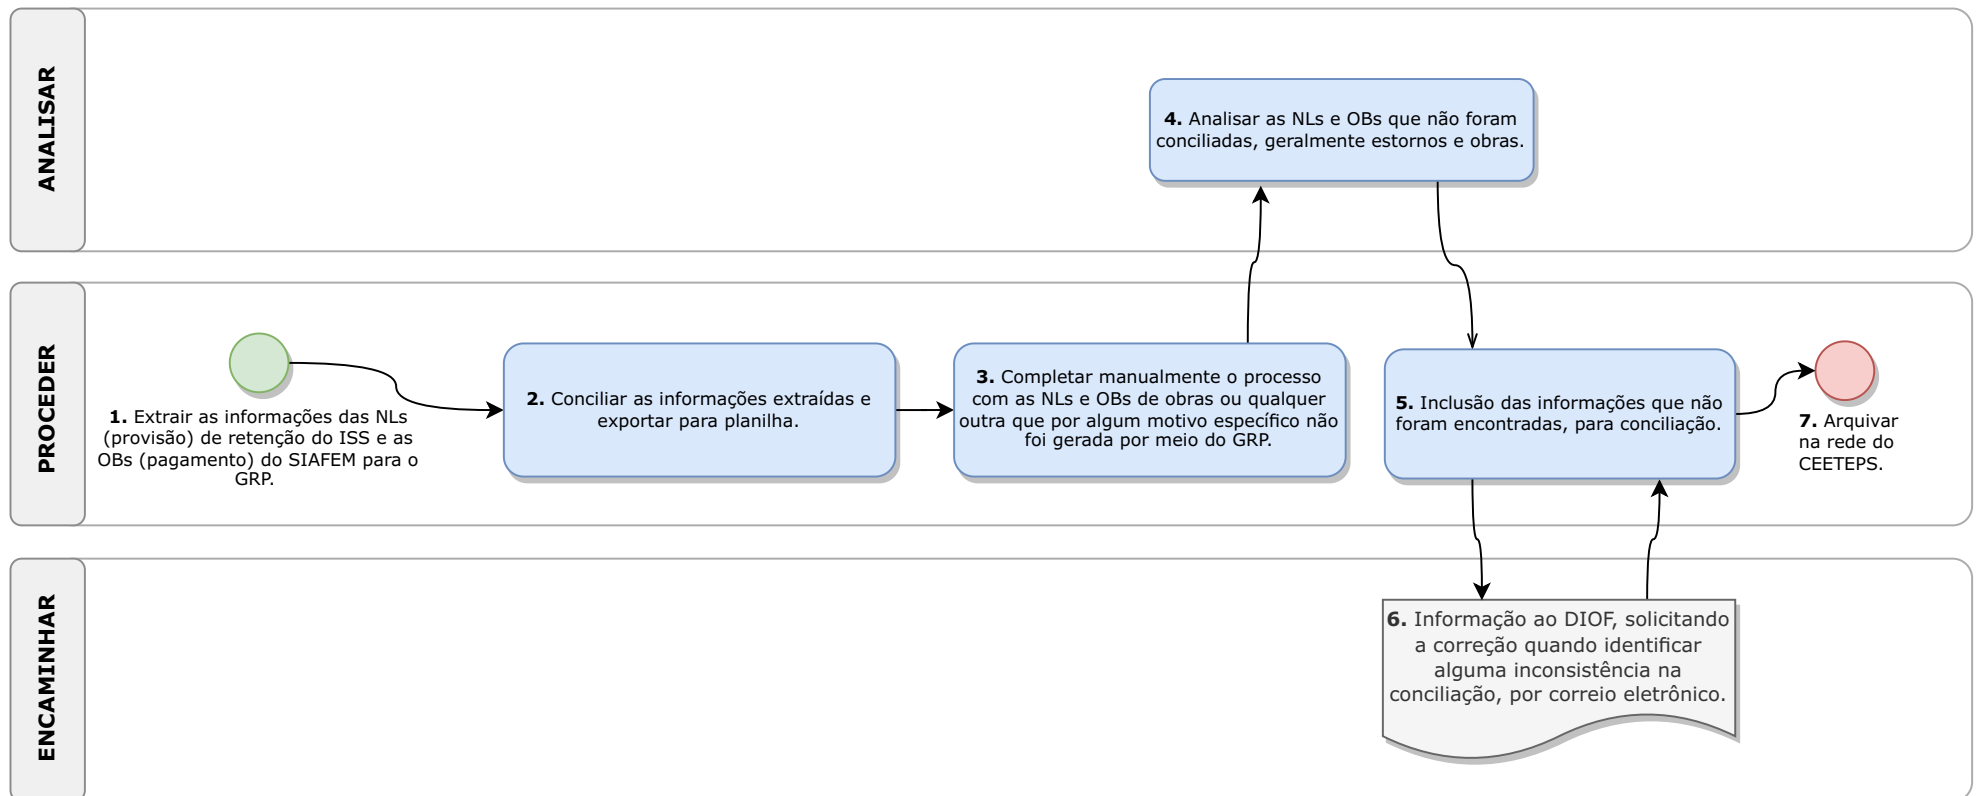 ANALISAR
4. Analisar as NLs e OBs que não foram
conciliadas, geralmente estornos e obras.
PROCEDER
1. Extrair as informações das NLs
(provisão) de retenção do ISS e as
OBs (pagamento) do SIAFEM para o
GRP.
2. Conciliar as informações extraídas e
exportar para planilha.
3. Completar manualmente o processo
com as NLs e OBs de obras ou qualquer
outra que por algum motivo específico não
foi gerada por meio do GRP.
5. Inclusão das informações que não
foram encontradas, para conciliação.
7. Arquivar
na rede do
CEETEPS.
ENCAMINHAR
6. Informação ao DIOF, solicitando
a correção quando identificar
alguma inconsistência na
conciliação, por correio eletrônico.